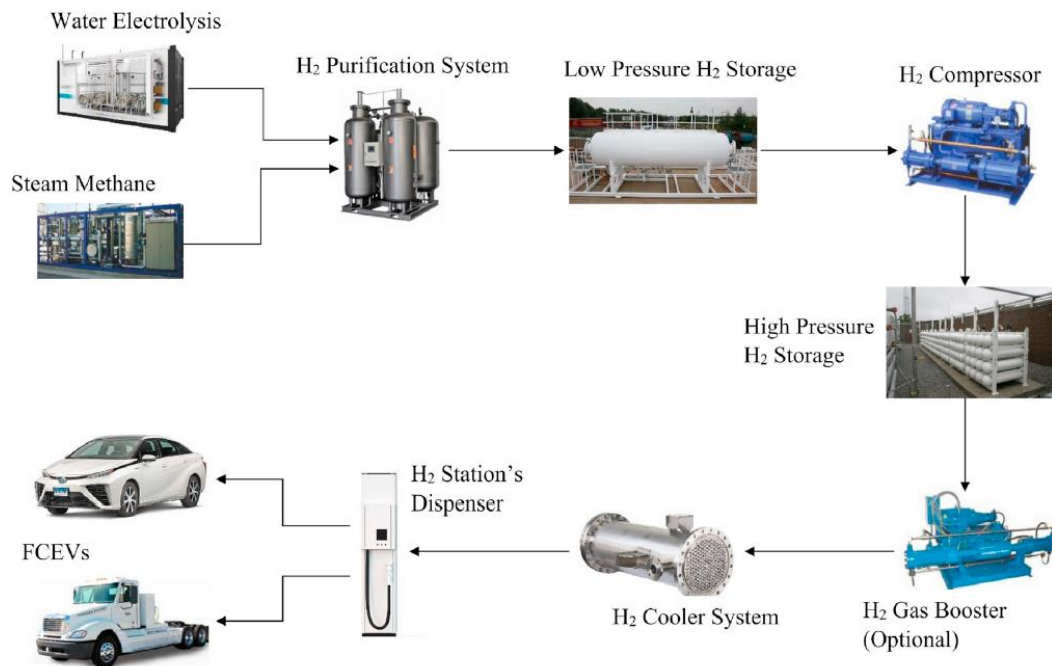 Water Electrolysis
H₂ Purification System
Low Pressure H₂ Storage
H₂ Compressor
Steam Methane
High Pressure
H₂ Storage
H₂ Station's
Dispenser
FCEVs
H₂ Cooler System
H₂ Gas Booster
(Optional)